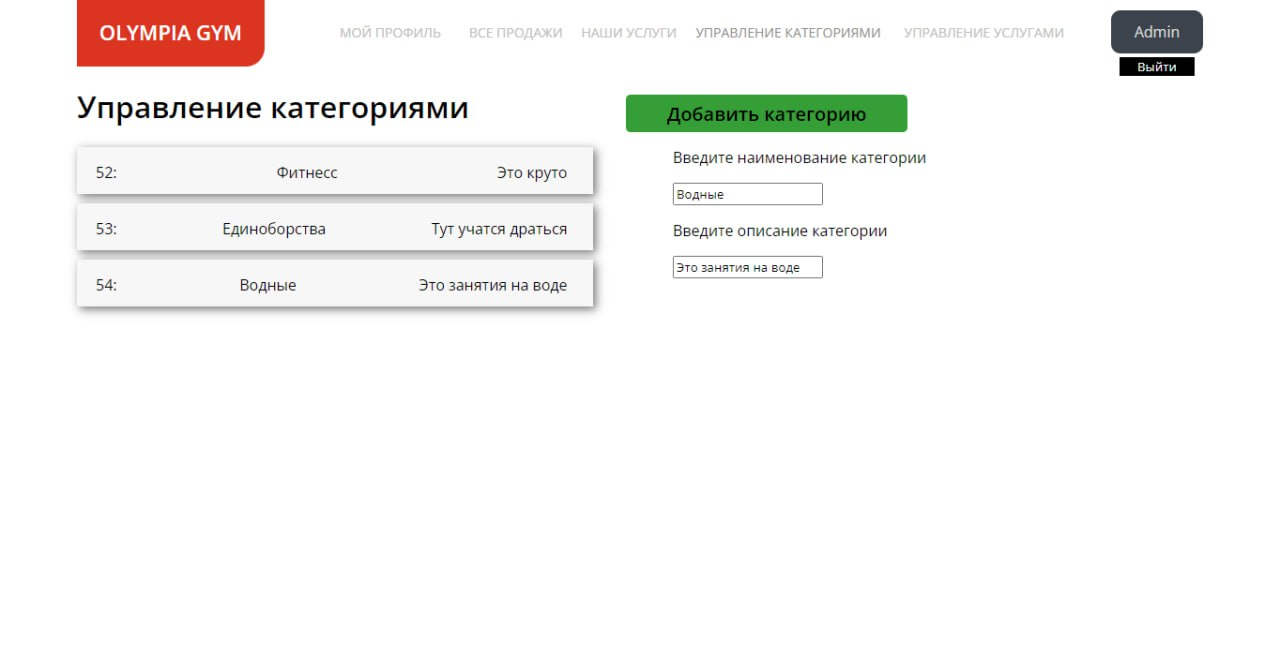 OLYMPIA GYM
МОЙ ПРОФИЛЬ ВСЕ ПРОДАЖИ НАШИ УСЛУГИ УПРАВЛЕНИЕ КАТЕГОРИЯМИ УПРАВЛЕНИЕ УСЛУГАМИ
Admin
Выйти
Управление категориями
52: Фитнесс Это круто
53: Единоборства Тут учатся драться
54: Водные Это занятия на воде
Добавить категорию
Введите наименование категории
Водные
Введите описание категории
Это занятия на воде